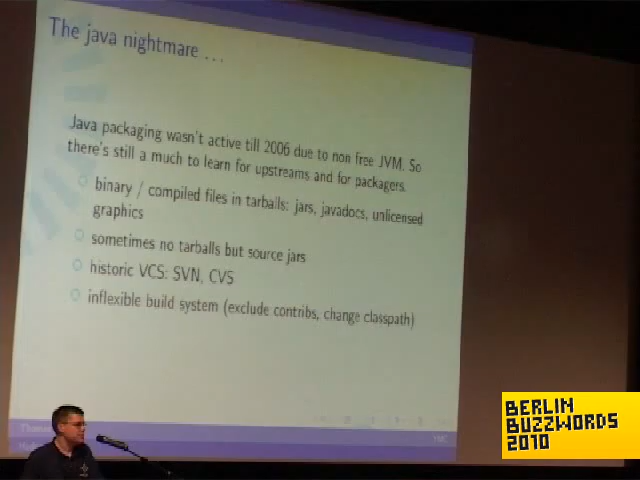 The java nightmare ...
Java packaging wasn't active till 2006 due to non free JVM. So
there's still a much to learn for upstreams and for packagers.
binary / compiled files in tarballs: jars, javadocs, unlicensed
graphics
sometimes no tarballs but source jars
historic VCS: SVN, CVS
inflexible build system (exclude contribs, change classpath)
BERLIN
BUZZWORDS
2010